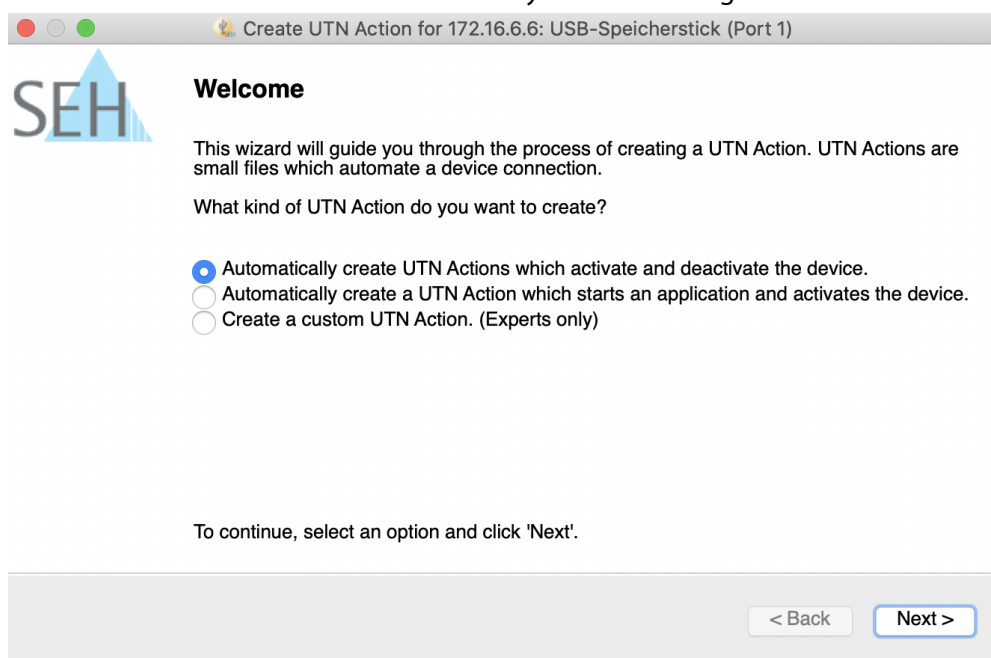 Create UTN Action for 172.16.6.6: USB-Speicherstick (Port 1)
SEH
Welcome
This wizard will guide you through the process of creating a UTN Action. UTN Actions are
small files which automate a device connection.
What kind of UTN Action do you want to create?
Automatically create UTN Actions which activate and deactivate the device.
Automatically create a UTN Action which starts an application and activates the device.
Create a custom UTN Action. (Experts only)
To continue, select an option and click 'Next'.
< Back
Next >